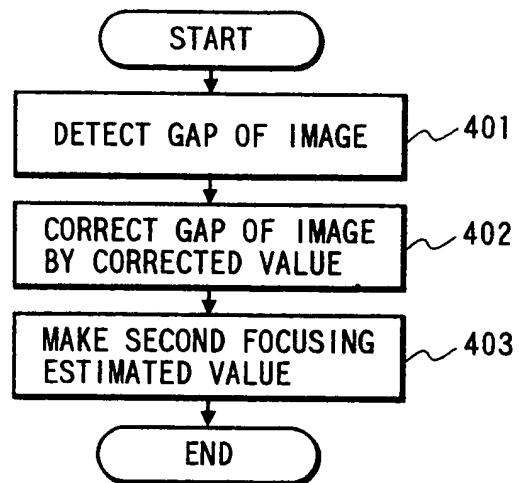 START
DETECT GAP OF IMAGE
401
CORRECT GAP OF IMAGE
BY CORRECTED VALUE
402
MAKE SECOND FOCUSING
ESTIMATED VALUE
403
END